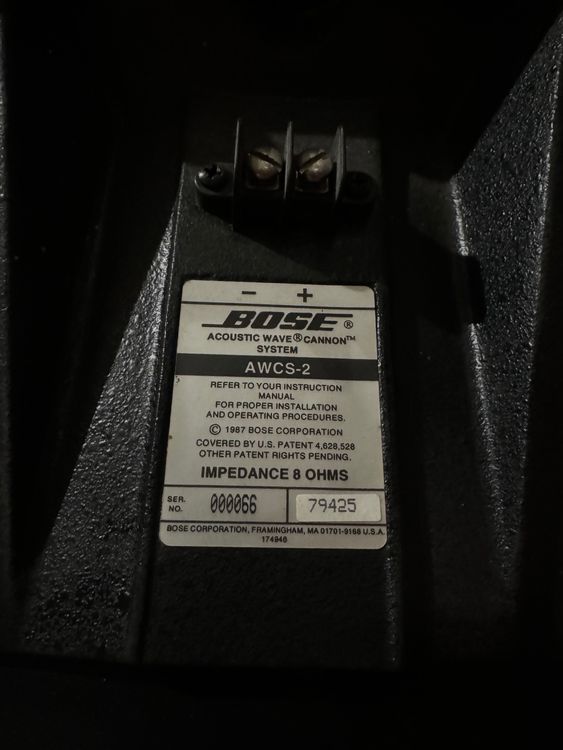 − +
BOSE®
ACOUSTIC WAVE® CANNON™
SYSTEM
AWCS-2
REFER TO YOUR INSTRUCTION
MANUAL
FOR PROPER INSTALLATION
AND OPERATING PROCEDURES.
© 1987 BOSE CORPORATION
COVERED BY U.S. PATENT 4,628,528
OTHER PATENT RIGHTS PENDING.
IMPEDANCE 8 OHMS
SER. NO. 000066 79425
BOSE CORPORATION, FRAMINGHAM, MA 01701-9168 U.S.A.
174946